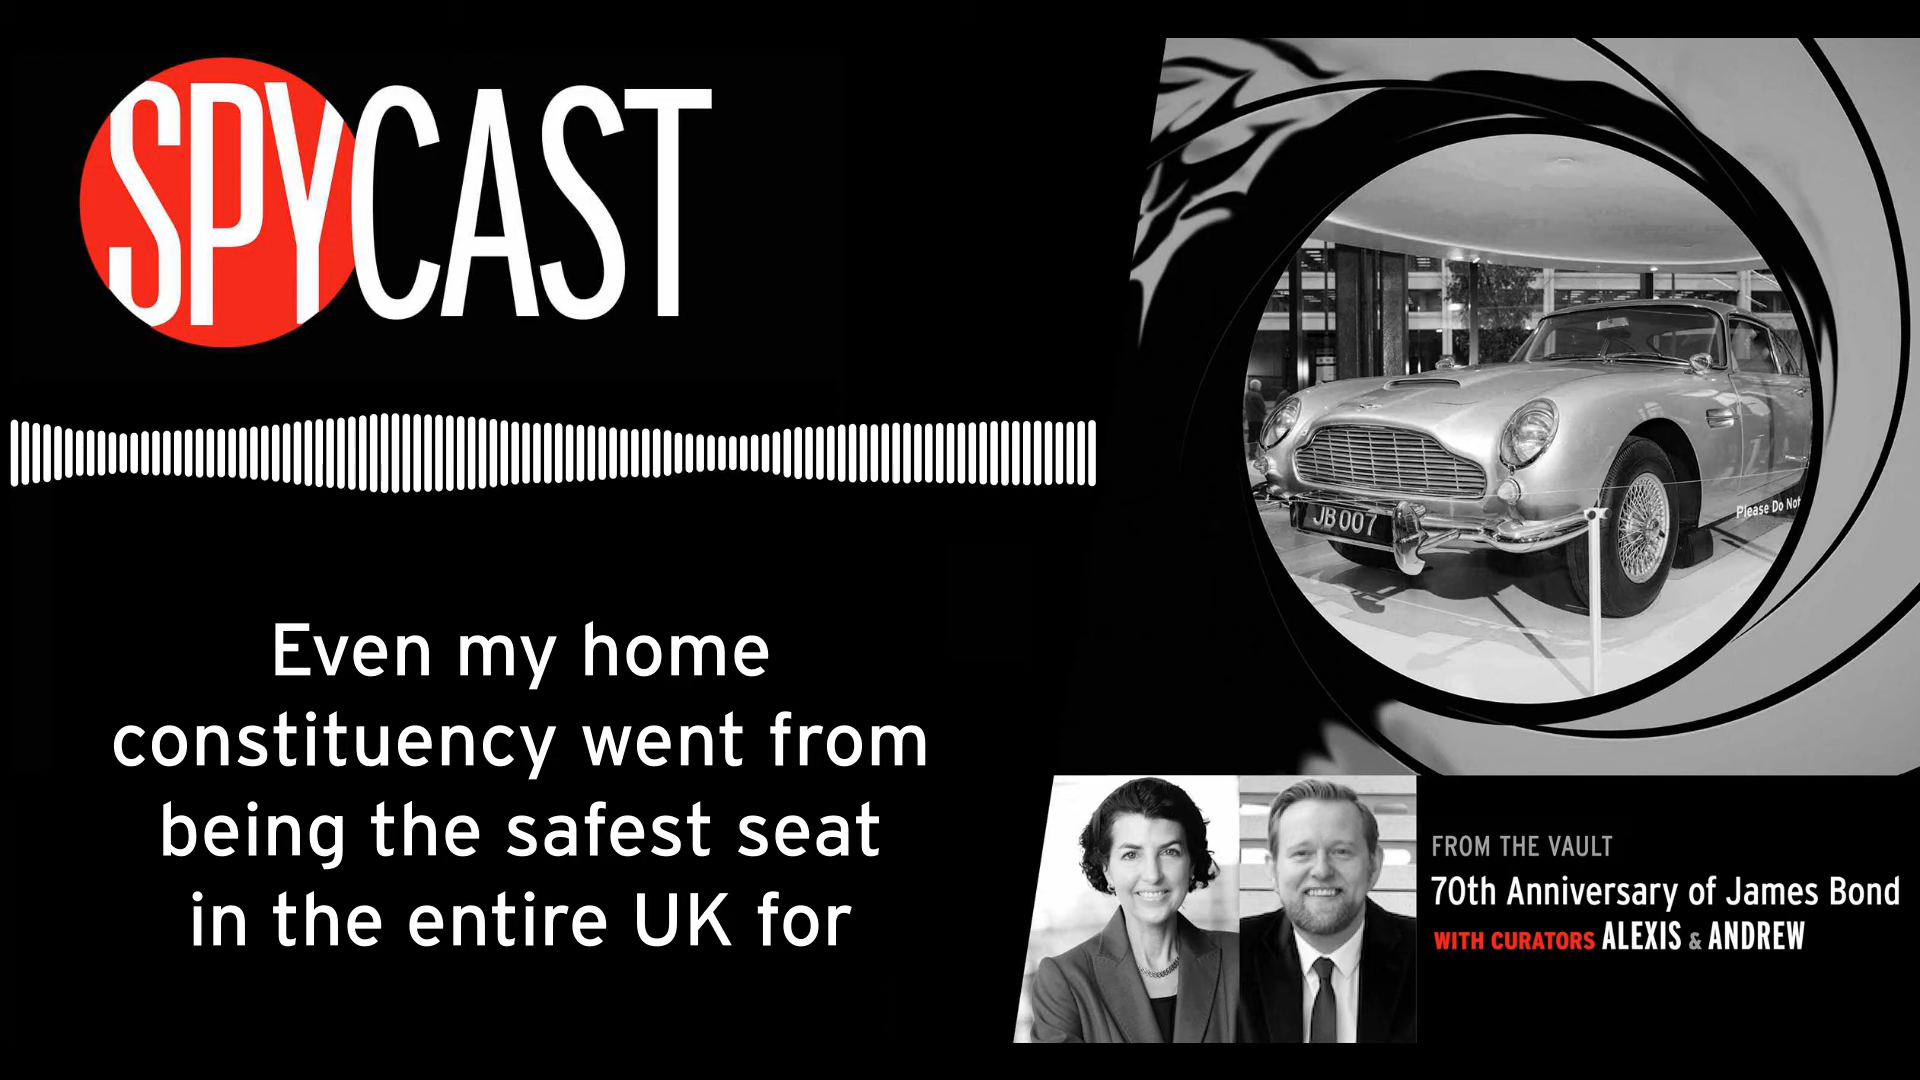 SPYCAST
Even my home
constituency went from
being the safest seat
in the entire UK for
JB 007
Please Do Not
FROM THE VAULT
70th Anniversary of James Bond
WITH CURATORS ALEXIS & ANDREW